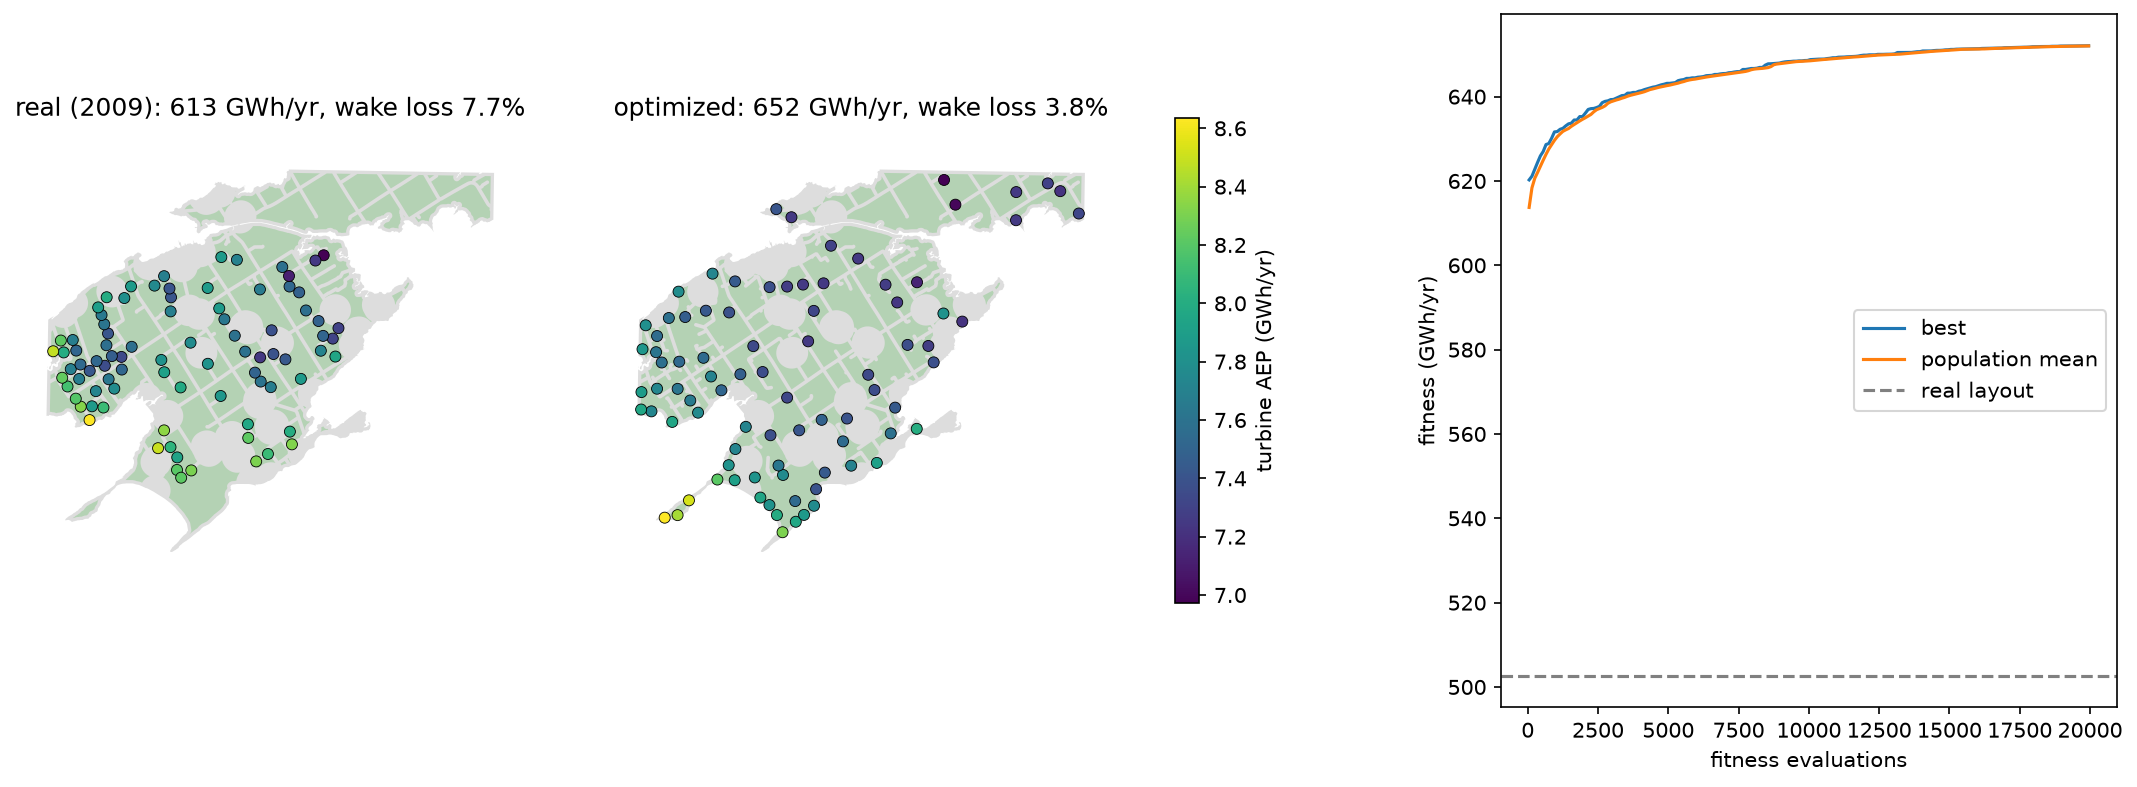 real (2009): 613 GWh/yr, wake loss 7.7%
optimized: 652 GWh/yr, wake loss 3.8%
8.6
8.4
8.2
8.0
7.8
7.6
7.4
7.2
7.0
turbine AEP (GWh/yr)
640
620
600
580
560
540
520
500
fitness (GWh/yr)
best
population mean
real layout
0 2500 5000 7500 10000 12500 15000 17500 20000
fitness evaluations